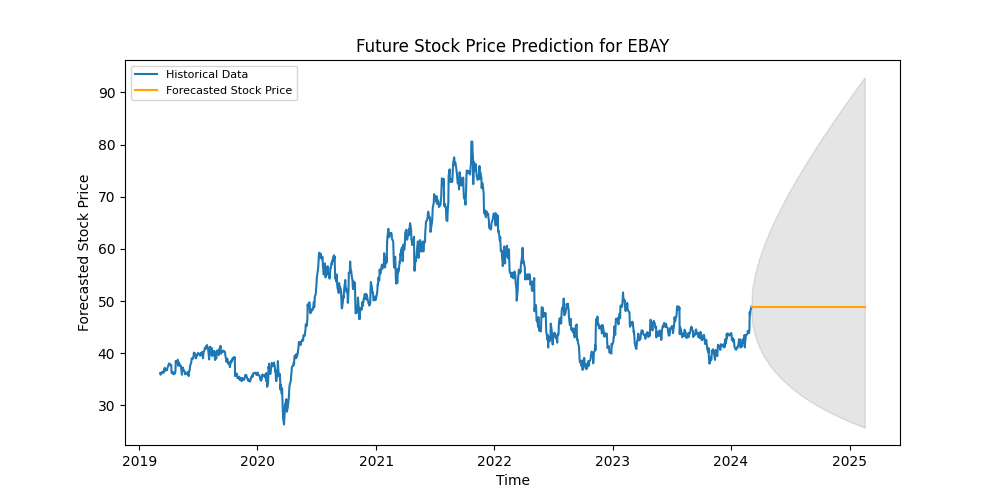 Future Stock Price Prediction for EBAY
Historical Data
Forecasted Stock Price
Forecasted Stock Price
90
80
70
60
50
40
30
2019
2020
2021
2022
2023
2024
2025
Time